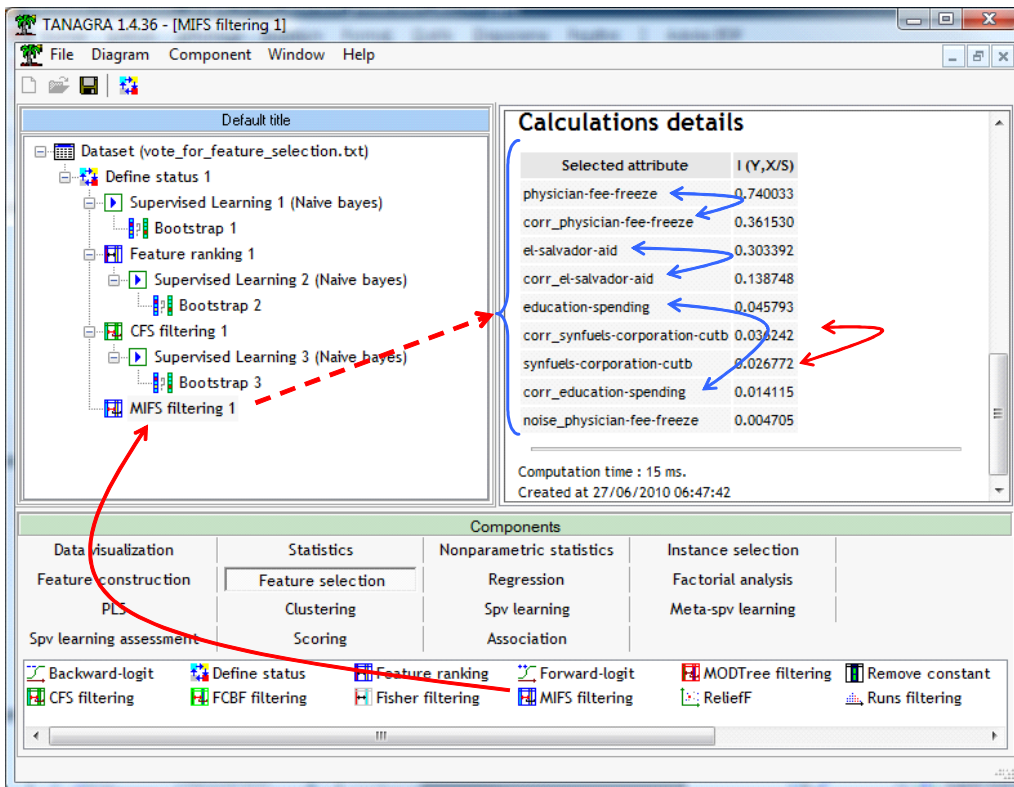 TANAGRA 1.4.36 - [MIFS filtering 1]
File Diagram Component Window Help
Default title
Dataset (vote_for_feature_selection.txt)
Define status 1
Supervised Learning 1 (Naive bayes)
Bootstrap 1
Feature ranking 1
Supervised Learning 2 (Naive bayes)
Bootstrap 2
CFS filtering 1
Supervised Learning 3 (Naive bayes)
Bootstrap 3
MIFS filtering 1
Calculations details
Selected attribute I (Y,X/S)
physician-fee-freeze 0.740033
corr_physician-fee-freeze 0.361530
el-salvador-aid 0.303392
corr_el-salvador-aid 0.138748
education-spending 0.045793
corr_synfuels-corporation-cutb 0.036242
synfuels-corporation-cutb 0.026772
corr_education-spending 0.014115
noise_physician-fee-freeze 0.004705
Computation time : 15 ms.
Created at 27/06/2010 06:47:42
Components
Data visualization Statistics Nonparametric statistics Instance selection
Feature construction Feature selection Regression Factorial analysis
PLS Clustering Spv learning Meta-spv learning
Spv learning assessment Scoring Association
Backward-logit Define status Feature ranking Forward-logit MODTree filtering Remove constant
CFS filtering FCBF filtering Fisher filtering MIFS filtering ReliefF Runs filtering